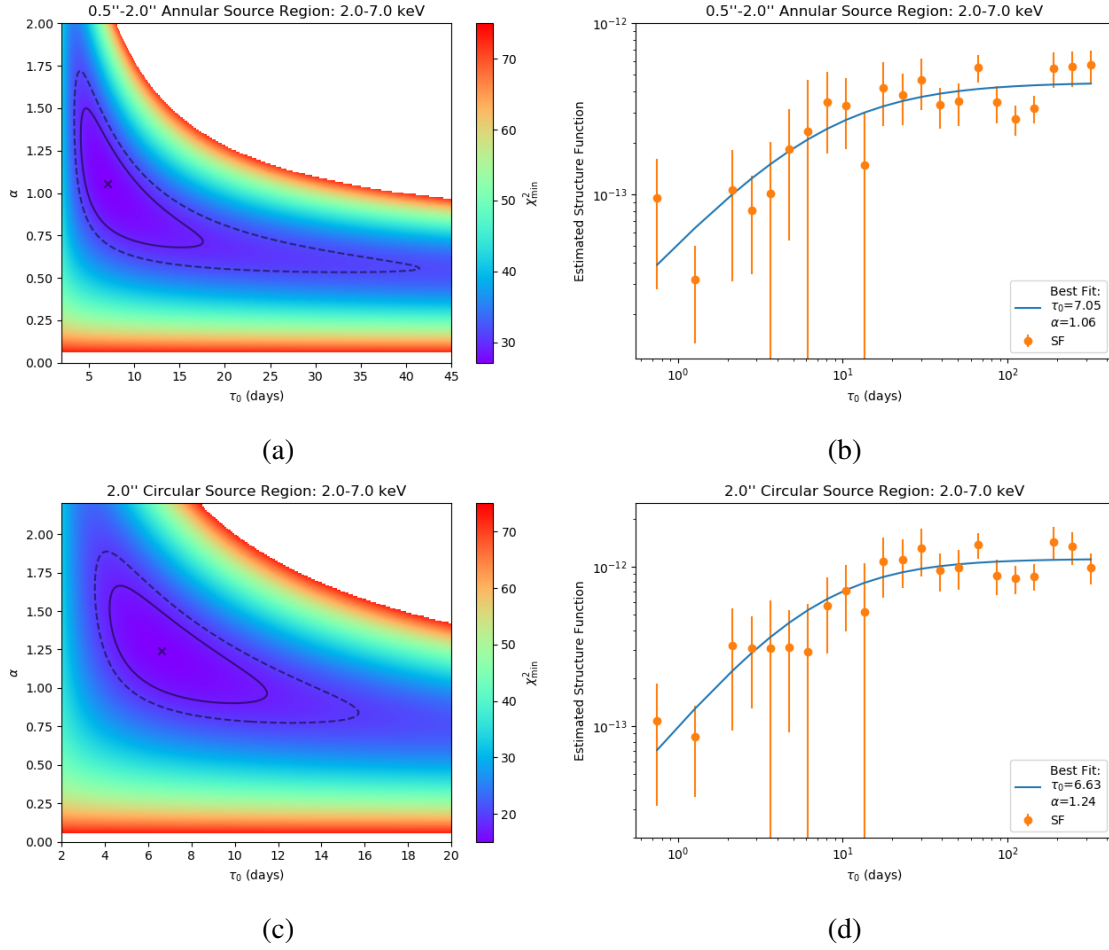 0.5''-2.0'' Annular Source Region: 2.0-7.0 keV
2.00
1.75
1.50
1.25
1.00
0.75
0.50
0.25
0.00
α
5 10 15 20 25 30 35 40 45
τ₀ (days)
70
60
50
40
30
χ²min
(a)
0.5''-2.0'' Annular Source Region: 2.0-7.0 keV
10⁻¹²
10⁻¹³
Estimated Structure Function
Best Fit:
τ₀=7.05
α=1.06
SF
10⁰ 10¹ 10²
τ₀ (days)
(b)
2.0'' Circular Source Region: 2.0-7.0 keV
2.00
1.75
1.50
1.25
1.00
0.75
0.50
0.25
0.00
α
2 4 6 8 10 12 14 16 18 20
τ₀ (days)
70
60
50
40
30
20
χ²min
(c)
2.0'' Circular Source Region: 2.0-7.0 keV
10⁻¹²
10⁻¹³
Estimated Structure Function
Best Fit:
τ₀=6.63
α=1.24
SF
10⁰ 10¹ 10²
τ₀ (days)
(d)